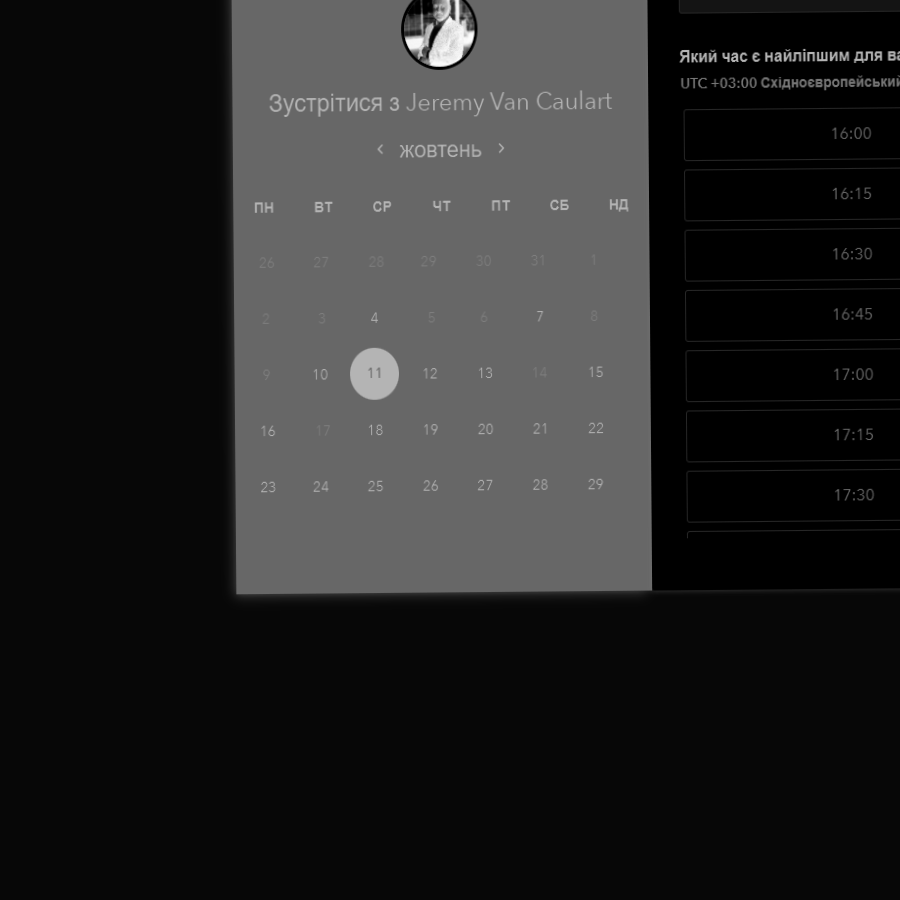 Зустрітися з Jeremy Van Caulart
‹ жовтень ›
ПН ВТ СР ЧТ ПТ СБ НД
26 27 28 29 30 31 1
2 3 4 5 6 7 8
9 10 11 12 13 14 15
16 17 18 19 20 21 22
23 24 25 26 27 28 29
Який час є найліпшим для
UTC +03:00 Східноєвропейський
16:00
16:15
16:30
16:45
17:00
17:15
17:30